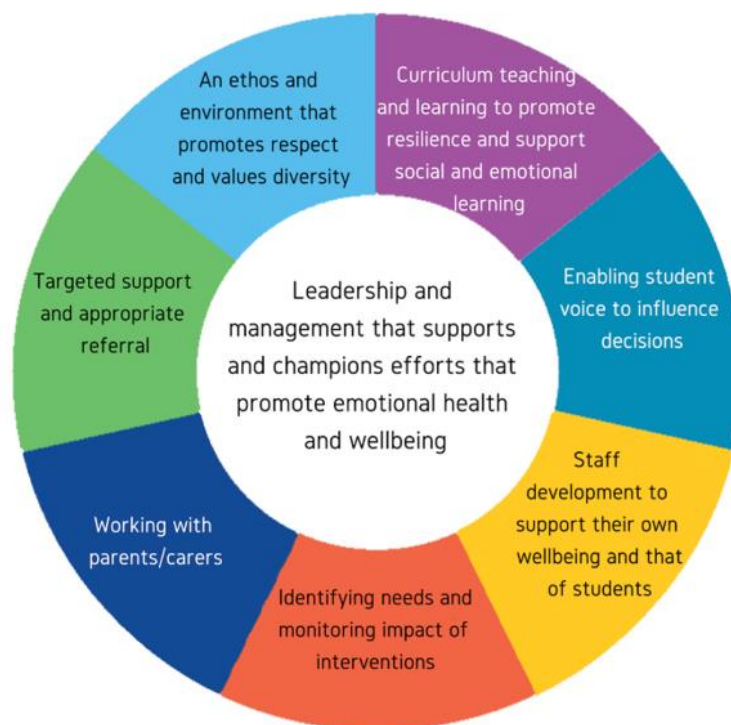 An ethos and
environment that
promotes respect
and values diversity
Curriculum teaching
and learning to promote
resilience and support
social and emotional
learning
Enabling student
voice to influence
decisions
Staff
development to
support their own
wellbeing and that
of students
Identifying needs and
monitoring impact of
interventions
Working with
parents/carers
Targeted support
and appropriate
referral
Leadership and
management that supports
and champions efforts that
promote emotional health
and wellbeing